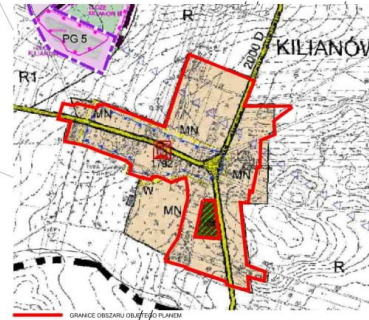 R
PG 5
KILIANÓW
2000 D
R1
MN
MN
MN
W
MN
R
GRANICE OBSZARU OBJĘTEGO PLANEM